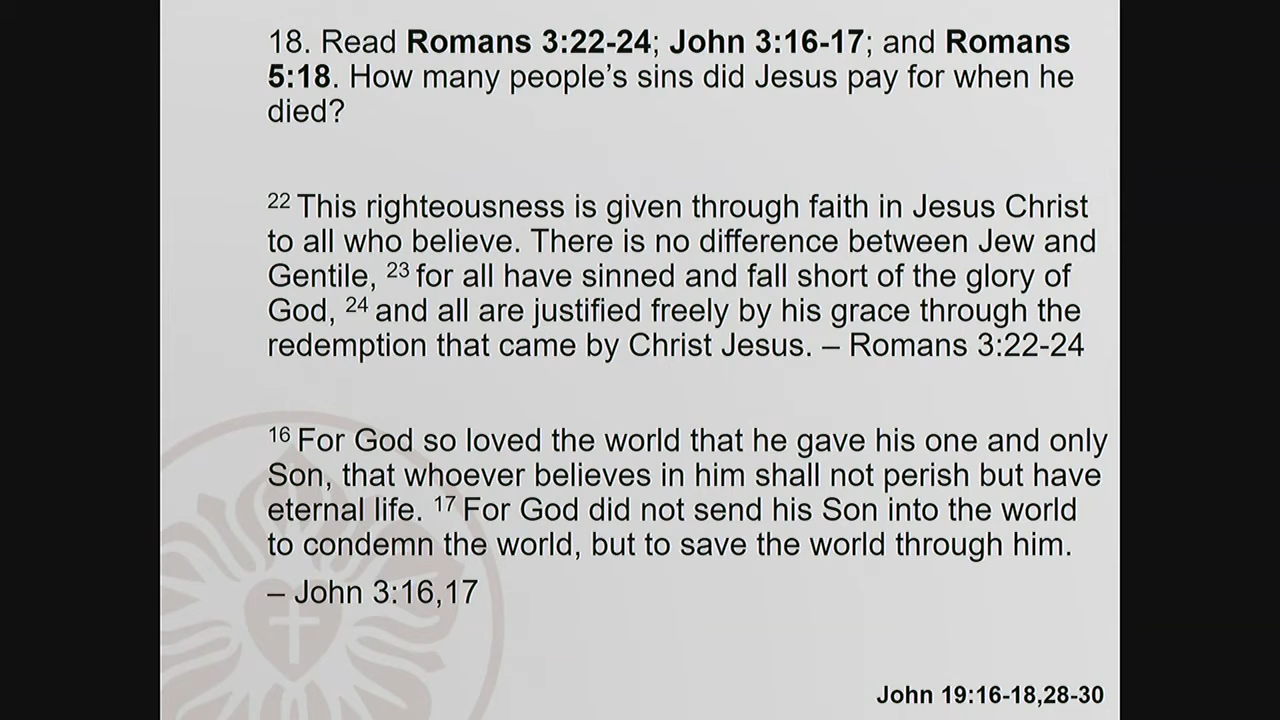 18. Read Romans 3:22-24; John 3:16-17; and Romans
5:18. How many people’s sins did Jesus pay for when he
died?
22 This righteousness is given through faith in Jesus Christ
to all who believe. There is no difference between Jew and
Gentile, 23 for all have sinned and fall short of the glory of
God, 24 and all are justified freely by his grace through the
redemption that came by Christ Jesus. – Romans 3:22-24
16 For God so loved the world that he gave his one and only
Son, that whoever believes in him shall not perish but have
eternal life. 17 For God did not send his Son into the world
to condemn the world, but to save the world through him.
– John 3:16,17
John 19:16-18,28-30